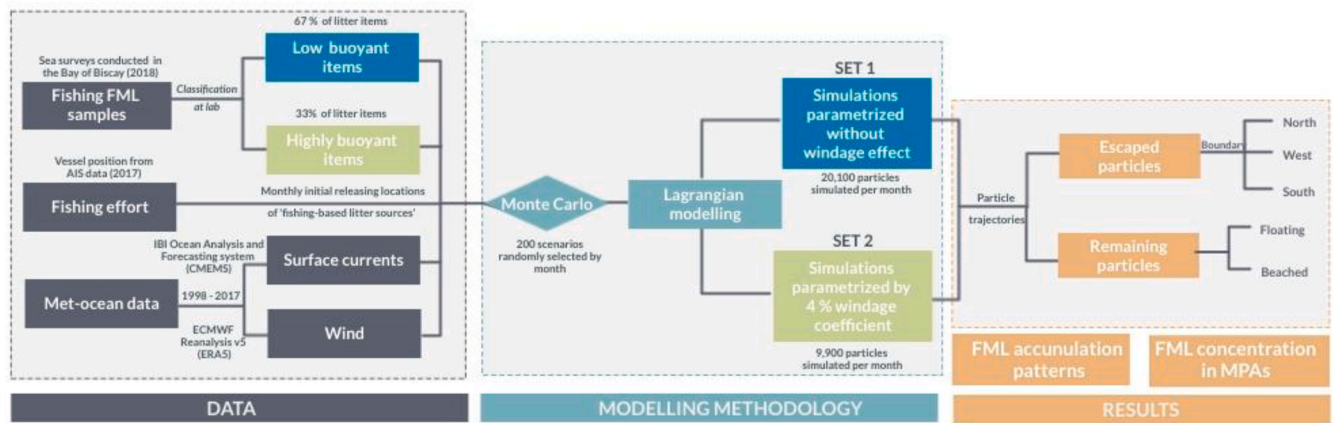 67 % of litter items
Low buoyant
items
Sea surveys conducted in
the Bay of Biscay (2018)
Fishing FML
samples
Classification
at lab
33% of litter items
Highly buoyant
items
Vessel position from
AIS data (2017)
Fishing effort
Monthly initial releasing locations
of 'fishing-based litter sources'
IBI Ocean Analysis and
Forecasting system
(CMEMS)
Surface currents
Met-ocean data
1998 - 2017
ECMWF
Reanalysis v5
(ERA5)
Wind
DATA
Monte Carlo
200 scenarios
randomly selected by
month
Lagrangian
modelling
SET 1
Simulations
parametrized
without
windage effect
20,100 particles
simulated per month
SET 2
Simulations
parametrized by
4 % windage
coefficient
9,900 particles
simulated per month
MODELLING METHODOLOGY
Particle
trajectories
Escaped
particles
Boundary
North
West
South
Remaining
particles
Floating
Beached
FML accunulation
patterns
FML concentration
in MPAs
RESULTS